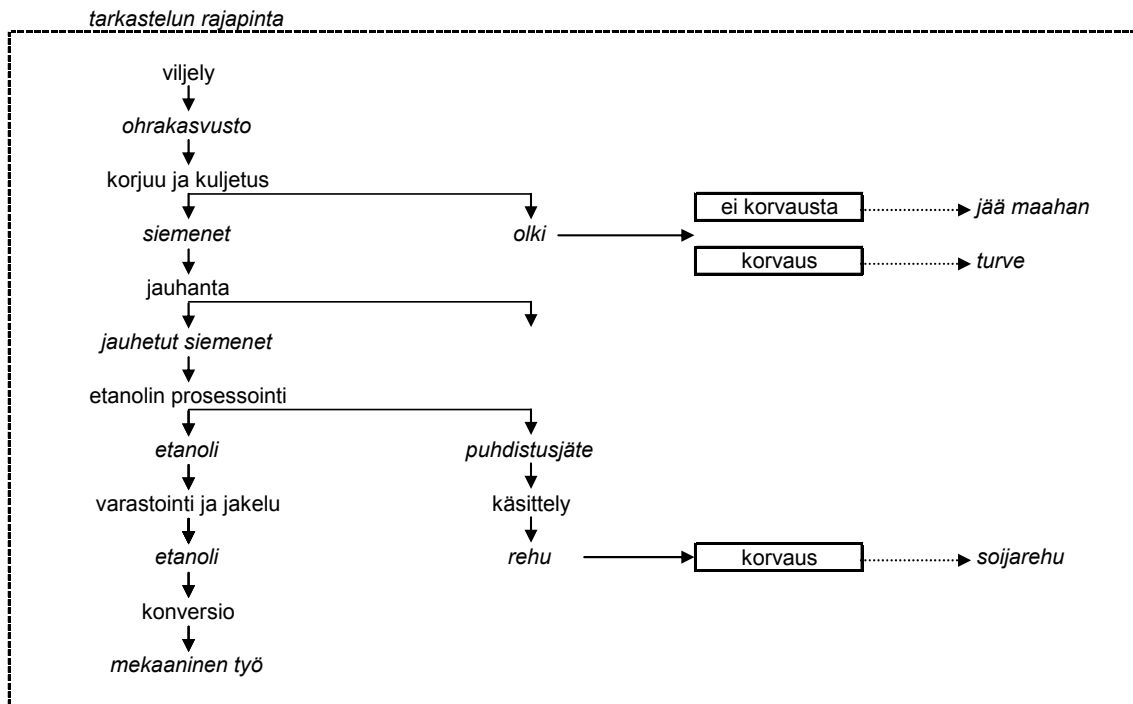 tarkastelun rajapinta
viljely
ohrakasvusto
korjuu ja kuljetus
ei korvausta
jää maahan
siemenet
olki
korvaus
turve
jauhanta
jauhetut siemenet
etanolin prosessointi
etanoli
puhdistusjäte
varastointi ja jakelu
käsittely
etanoli
rehu
korvaus
soijarehu
konversio
mekaaninen työ